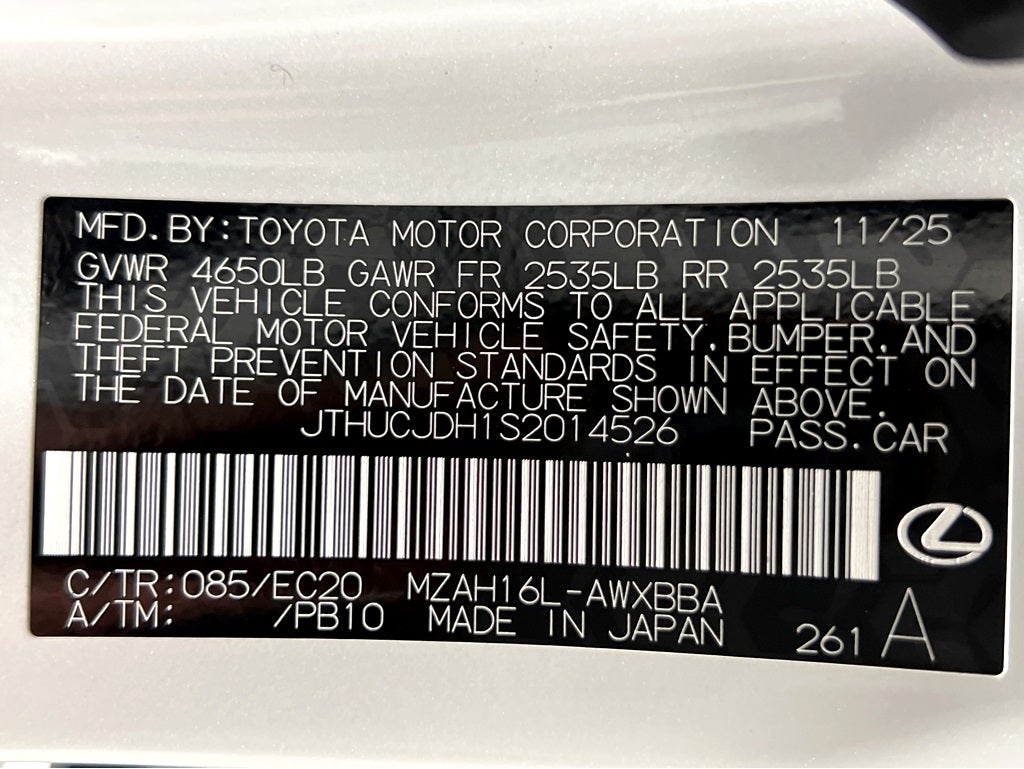 MFD.BY:TOYOTA MOTOR CORPORATION 11/25
GVWR 4650LB GAWR FR 2535LB RR 2535LB
THIS VEHICLE CONFORMS TO ALL APPLICABLE
FEDERAL MOTOR VEHICLE SAFETY,BUMPER,AND
THEFT PREVENTION STANDARDS IN EFFECT ON
THE DATE OF MANUFACTURE SHOWN ABOVE.
JTHUCJDH1S2014526 PASS.CAR
C/TR:085/EC20 MZAH16L-AWXBBA
A/TM: /PB10 MADE IN JAPAN 261 A